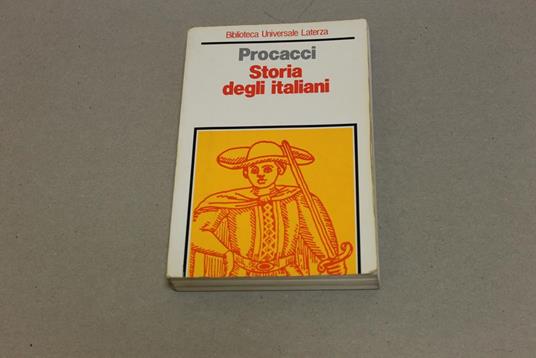 Biblioteca Universale Laterza
Procacci
Storia
degli italiani